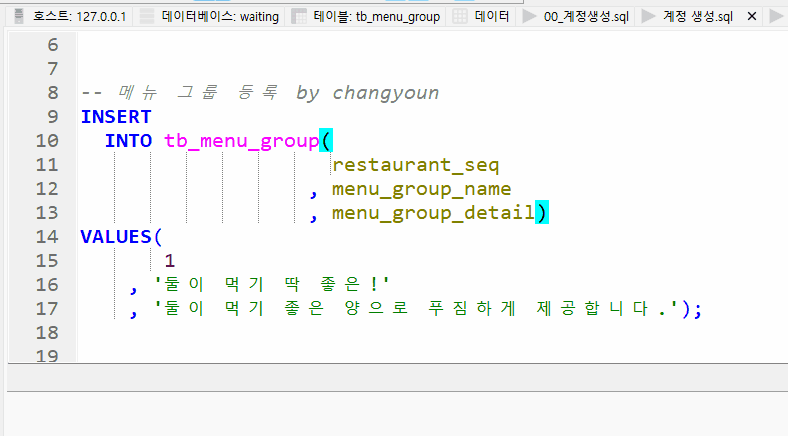 호스트: 127.0.0.1 데이터베이스: waiting 테이블: tb_menu_group 데이터 00_계정생성.sql 계정 생성.sql ✕
6
7
8 -- 메뉴 그룹 등록 by changyoun
9 INSERT
10 INTO tb_menu_group(
11 restaurant_seq
12 , menu_group_name
13 , menu_group_detail)
14 VALUES(
15 1
16 , '둘이 먹기 딱 좋은!'
17 , '둘이 먹기 좋은 양으로 푸짐하게 제공합니다.');
18
19